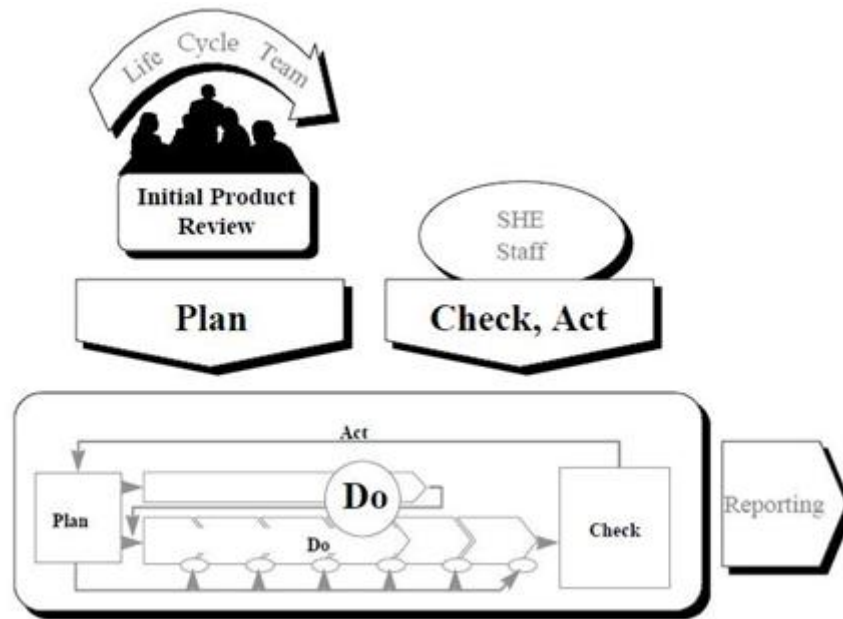 Life Cycle Team
Initial Product
Review
SHE
Staff
Plan
Check, Act
Act
Plan
Do
Do
Check
Reporting